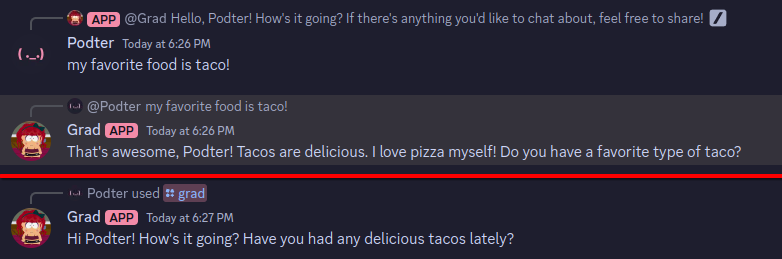 APP @Grad Hello, Podter! How's it going? If there's anything you'd like to chat about, feel free to share!
Podter Today at 6:26 PM
my favorite food is taco!
@Podter my favorite food is taco!
Grad APP Today at 6:26 PM
That's awesome, Podter! Tacos are delicious. I love pizza myself! Do you have a favorite type of taco?
Podter used grad
Grad APP Today at 6:27 PM
Hi Podter! How's it going? Have you had any delicious tacos lately?